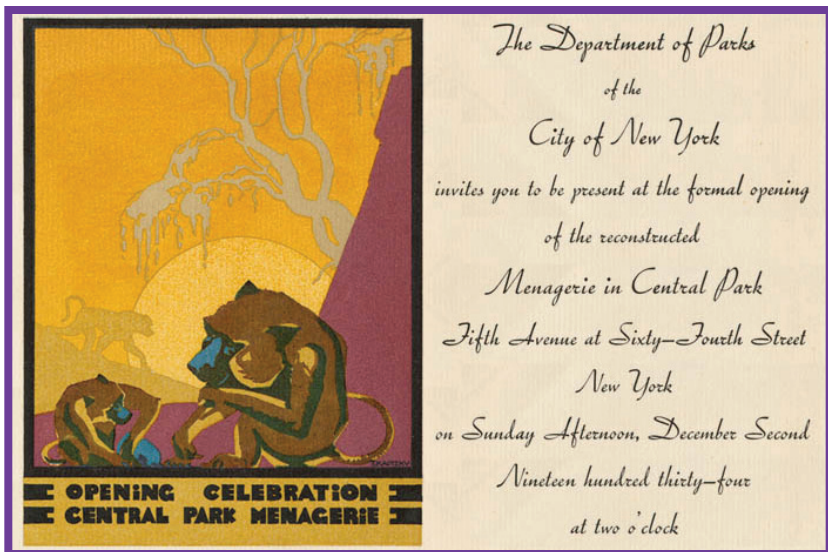 OPENING CELEBRATION
CENTRAL PARK MENAGERIE
The Department of Parks
of the
City of New York
invites you to be present at the formal opening
of the reconstructed
Menagerie in Central Park
Fifth Avenue at Sixty-Fourth Street
New York
on Sunday Afternoon, December Second
Nineteen hundred thirty-four
at two o'clock